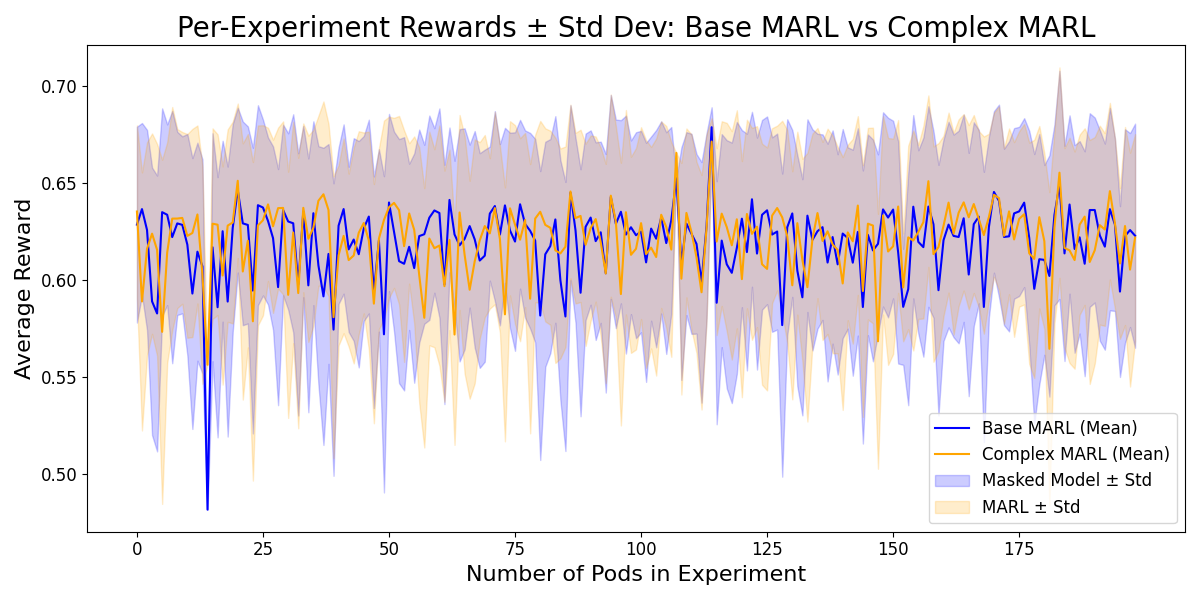 Per-Experiment Rewards ± Std Dev: Base MARL vs Complex MARL
Average Reward
0.70
0.65
0.60
0.55
0.50
Base MARL (Mean)
Complex MARL (Mean)
Masked Model ± Std
MARL ± Std
0 25 50 75 100 125 150 175
Number of Pods in Experiment